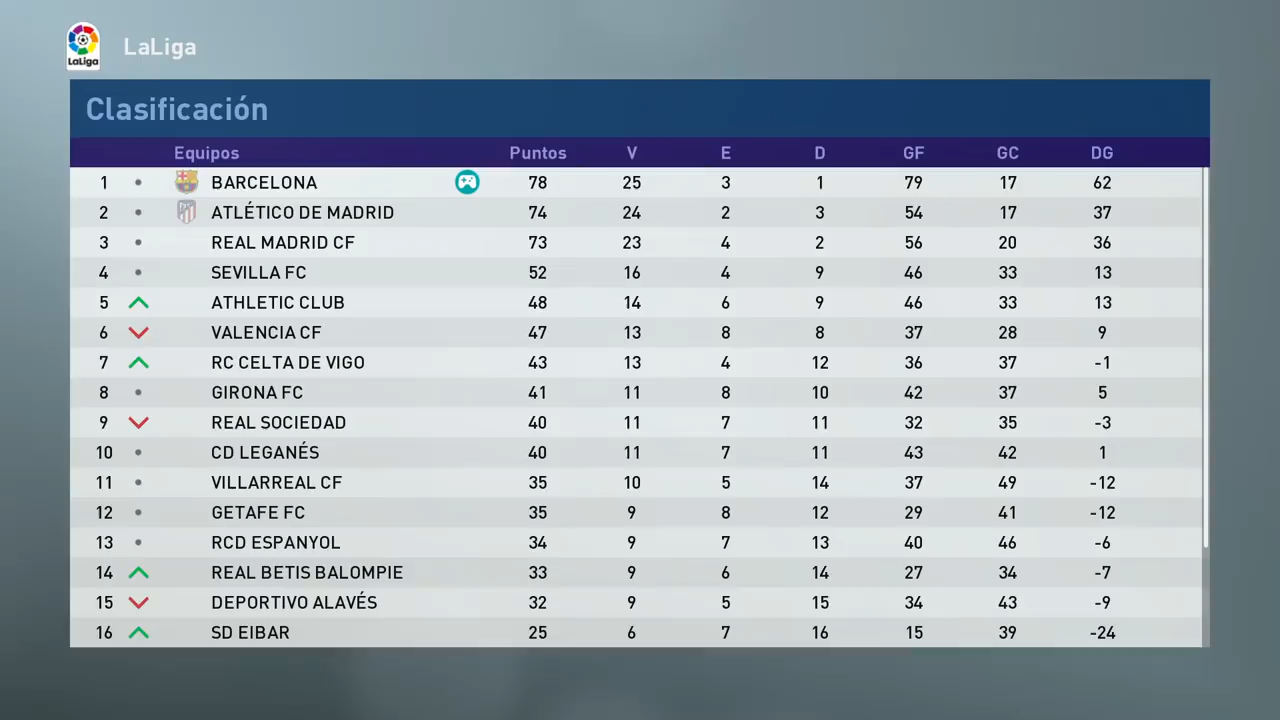 LaLiga
LaLiga
Clasificación
Equipos Puntos V E D GF GC DG
1 BARCELONA 78 25 3 1 79 17 62
2 ATLÉTICO DE MADRID 74 24 2 3 54 17 37
3 REAL MADRID CF 73 23 4 2 56 20 36
4 SEVILLA FC 52 16 4 9 46 33 13
5 ATHLETIC CLUB 48 14 6 9 46 33 13
6 VALENCIA CF 47 13 8 8 37 28 9
7 RC CELTA DE VIGO 43 13 4 12 36 37 -1
8 GIRONA FC 41 11 8 10 42 37 5
9 REAL SOCIEDAD 40 11 7 11 32 35 -3
10 CD LEGANÉS 40 11 7 11 43 42 1
11 VILLARREAL CF 35 10 5 14 37 49 -12
12 GETAFE FC 35 9 8 12 29 41 -12
13 RCD ESPANYOL 34 9 7 13 40 46 -6
14 REAL BETIS BALOMPIE 33 9 6 14 27 34 -7
15 DEPORTIVO ALAVÉS 32 9 5 15 34 43 -9
16 SD EIBAR 25 6 7 16 15 39 -24